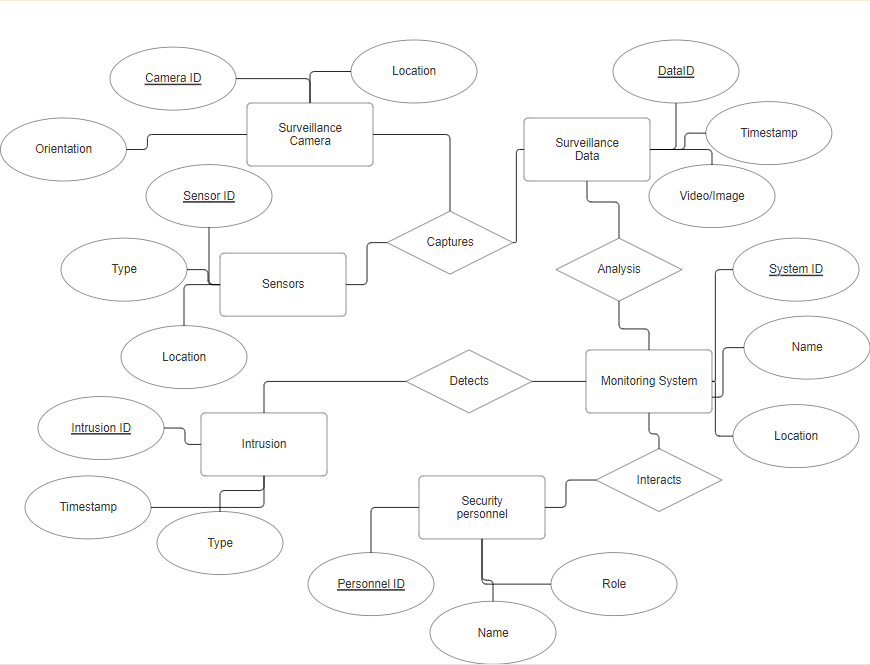 Camera ID
Location
DataID
Surveillance
Camera
Timestamp
Orientation
Surveillance
Data
Sensor ID
Video/Image
Captures
Type
Sensors
Analysis
System ID
Location
Name
Detects
Monitoring System
Intrusion ID
Intrusion
Location
Interacts
Timestamp
Security
personnel
Type
Personnel ID
Role
Name